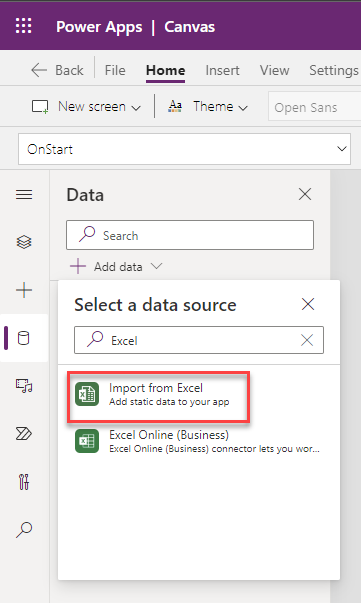 Power Apps | Canvas
Back File Home Insert View Settings
New screen Theme Open Sans
OnStart
Data
Search
Add data
Select a data source
Excel
Import from Excel
Add static data to your app
Excel Online (Business)
Excel Online (Business) connector lets you wor...